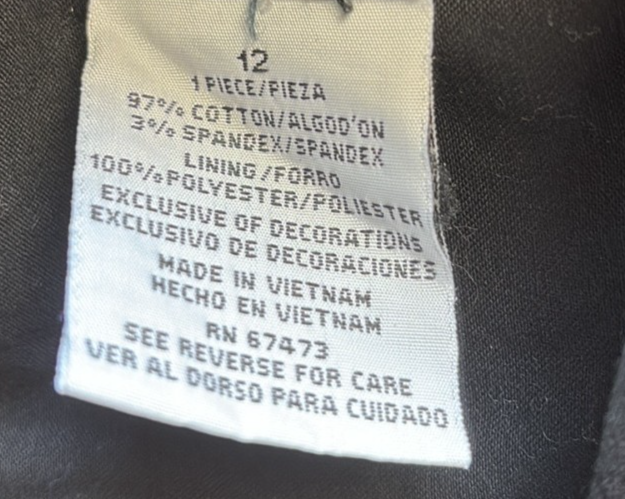 12
1 PIECE/PIEZA
97% COTTON/ALGOD'ON
3% SPANDEX/SPANDEX
LINING/FORRO
100% POLYESTER/POLIESTER
EXCLUSIVE OF DECORATIONS
EXCLUSIVO DE DECORACIONES
MADE IN VIETNAM
HECHO EN VIETNAM
RN 67473
SEE REVERSE FOR CARE
VER AL DORSO PARA CUIDADO